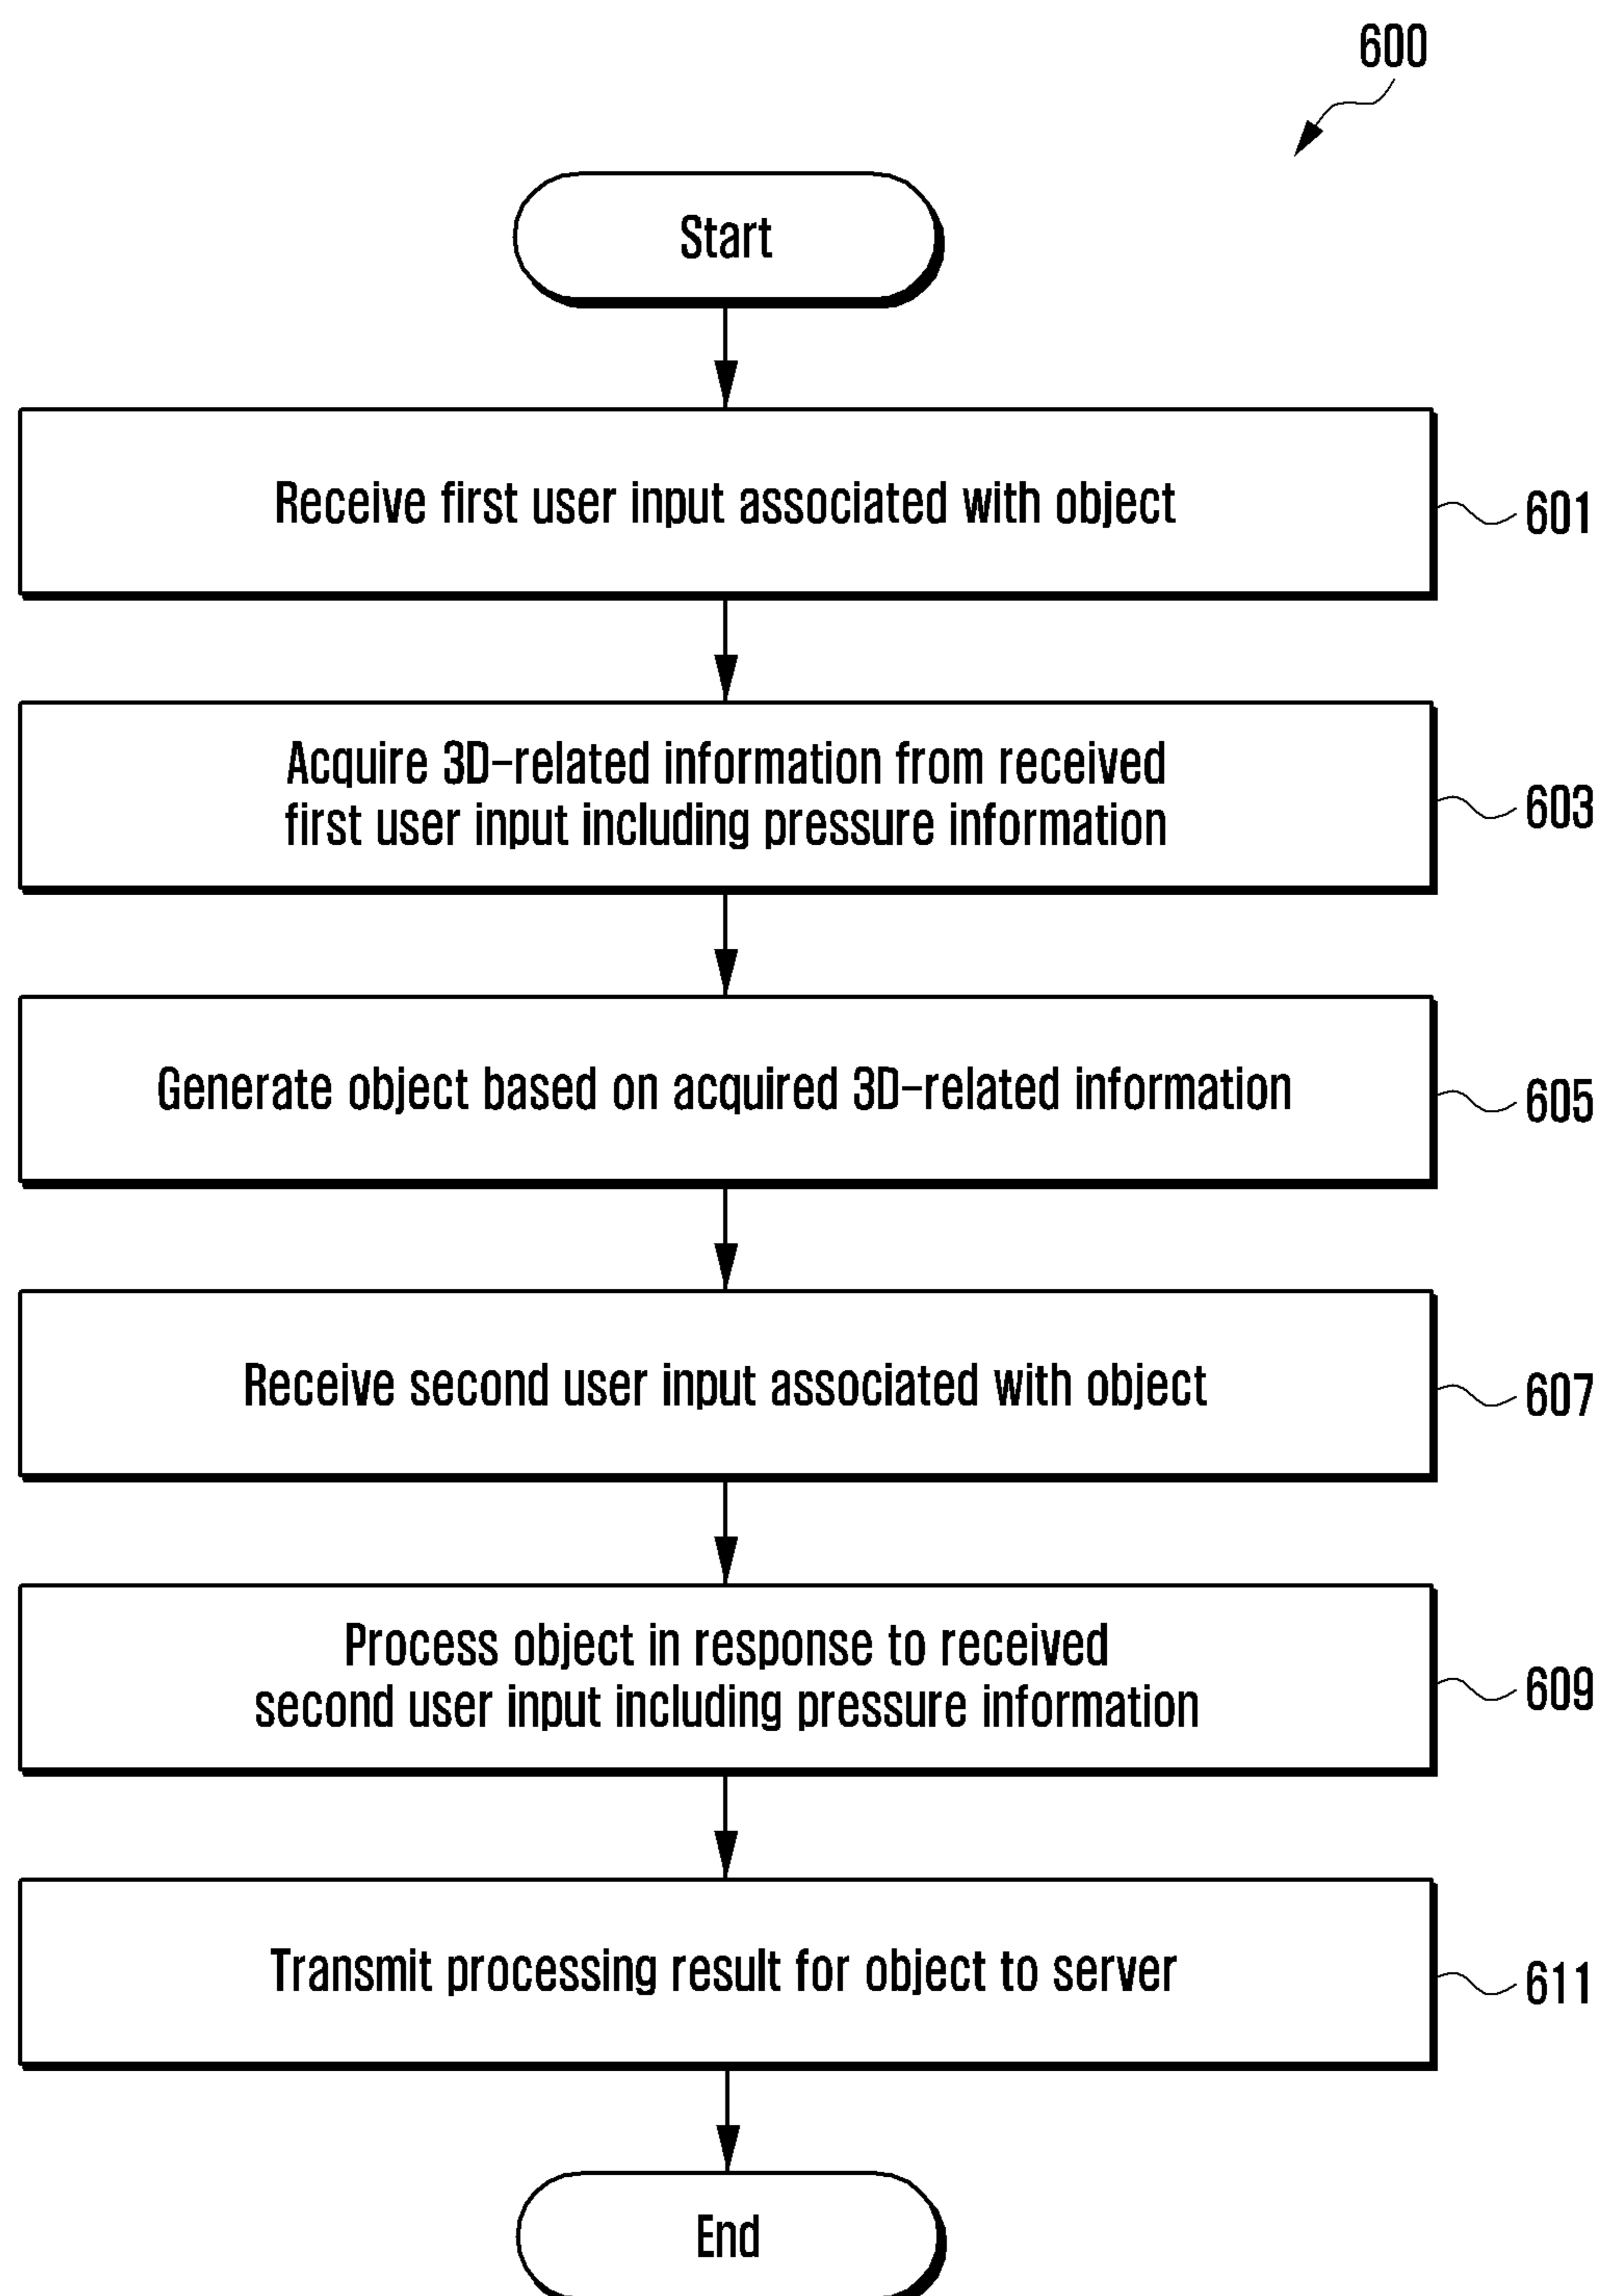 600
Start
Receive first user input associated with object
601
Acquire 3D-related information from received
first user input including pressure information
603
Generate object based on acquired 3D-related information
605
Receive second user input associated with object
607
Process object in response to received
second user input including pressure information
609
Transmit processing result for object to server
611
End